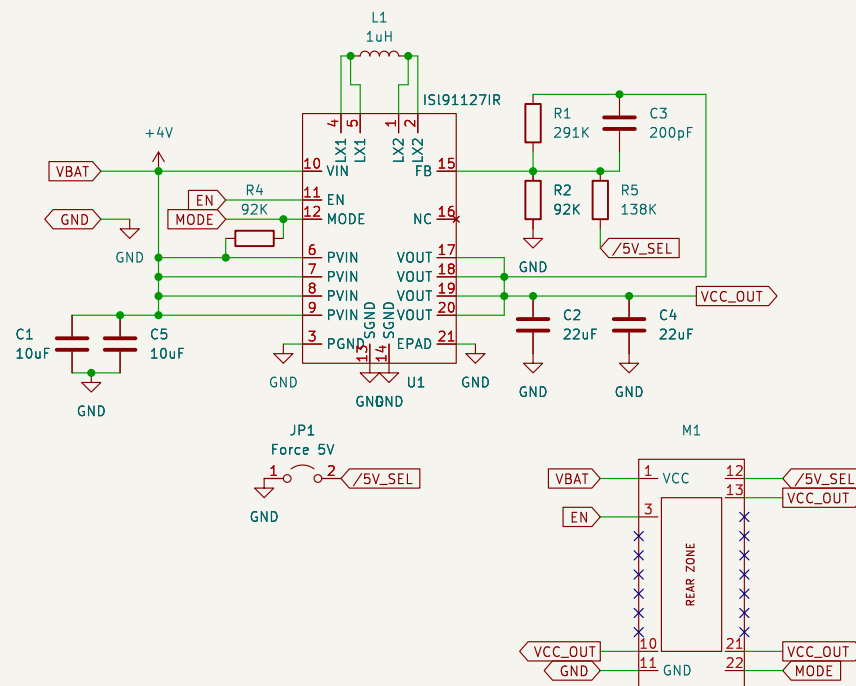 L1
1uH
ISI91127IR
4
5
1
2
LX1
LX1
LX2
LX2
+4V
VBAT
10
VIN
FB
15
R1
291K
C3
200pF
EN
11
EN
R4
92K
MODE
12
MODE
NC
16
R2
92K
R5
138K
GND
GND
/5V_SEL
GND
6
PVIN
VOUT
17
7
PVIN
VOUT
18
8
PVIN
VOUT
19
VCC_OUT
9
PVIN
VOUT
20
SGND
SGND
C1
10uF
C5
10uF
C2
22uF
C4
22uF
3
PGND
13
14
EPAD
21
GND
U1
GND
GND
GND
GND
GND
GND
JP1
Force 5V
1
2
/5V_SEL
GND
M1
VBAT
1
VCC
12
/5V_SEL
13
VCC_OUT
EN
3
REAR ZONE
VCC_OUT
10
21
VCC_OUT
GND
11
GND
22
MODE